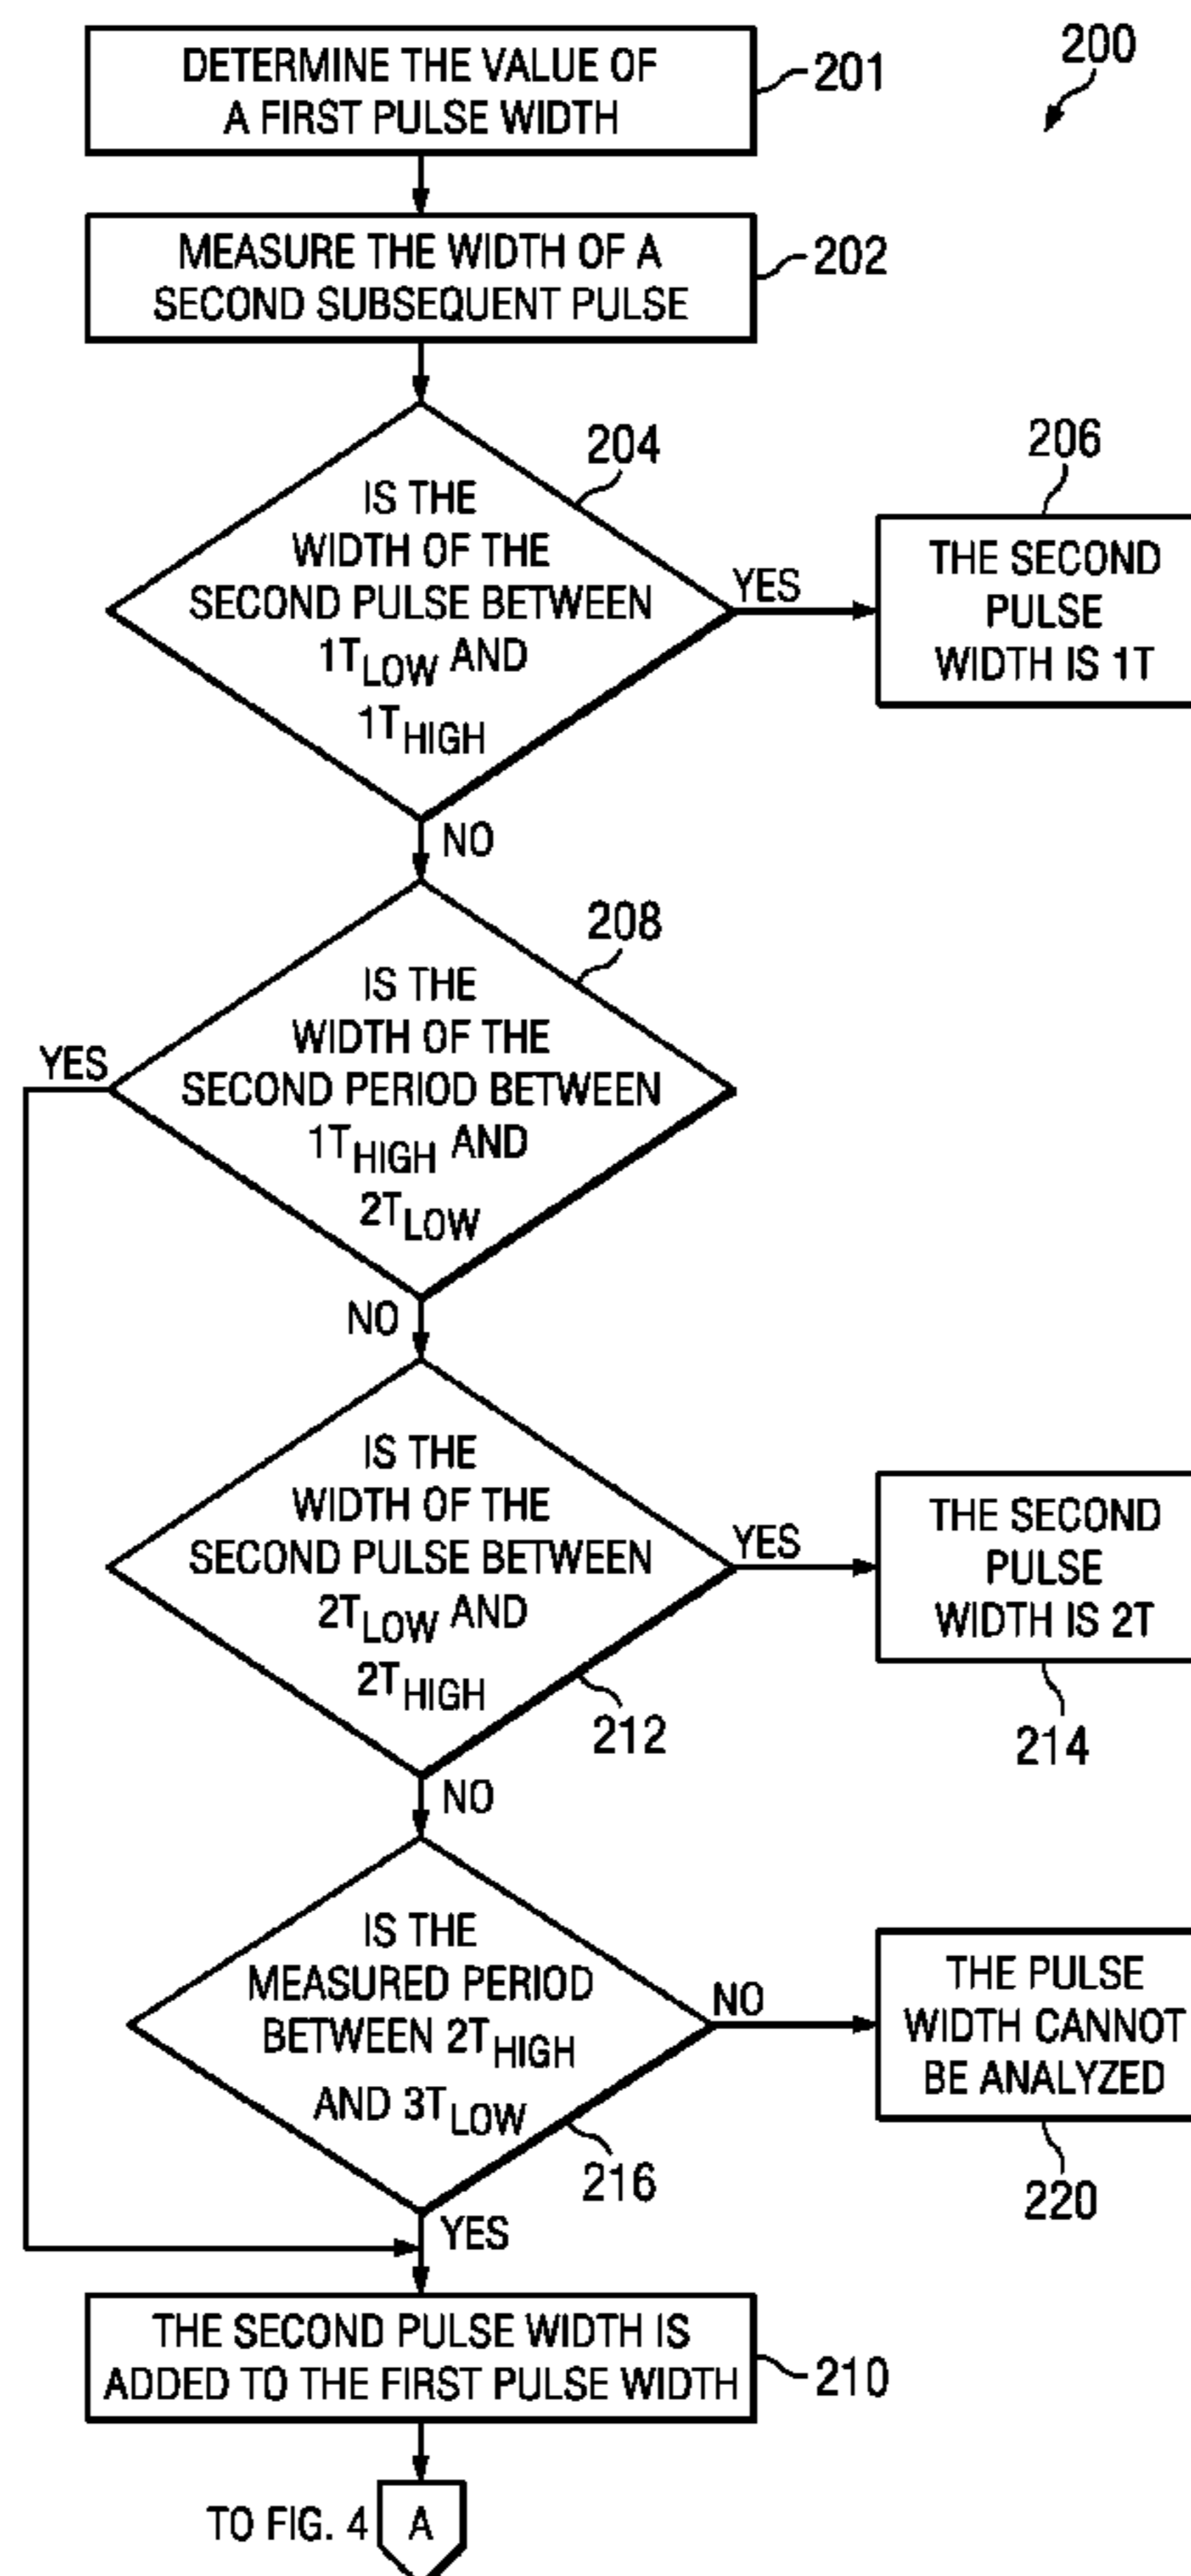 DETERMINE THE VALUE OF
A FIRST PULSE WIDTH
201
200
MEASURE THE WIDTH OF A
SECOND SUBSEQUENT PULSE
202
204
IS THE
WIDTH OF THE
SECOND PULSE BETWEEN
1TLOW AND
1THIGH
YES
206
THE SECOND
PULSE
WIDTH IS 1T
NO
208
IS THE
WIDTH OF THE
SECOND PERIOD BETWEEN
1THIGH AND
2TLOW
YES
NO
IS THE
WIDTH OF THE
SECOND PULSE BETWEEN
2TLOW AND
2THIGH
212
YES
THE SECOND
PULSE
WIDTH IS 2T
214
NO
IS THE
MEASURED PERIOD
BETWEEN 2THIGH
AND 3TLOW
216
NO
THE PULSE
WIDTH CANNOT
BE ANALYZED
220
YES
THE SECOND PULSE WIDTH IS
ADDED TO THE FIRST PULSE WIDTH
210
TO FIG. 4 A